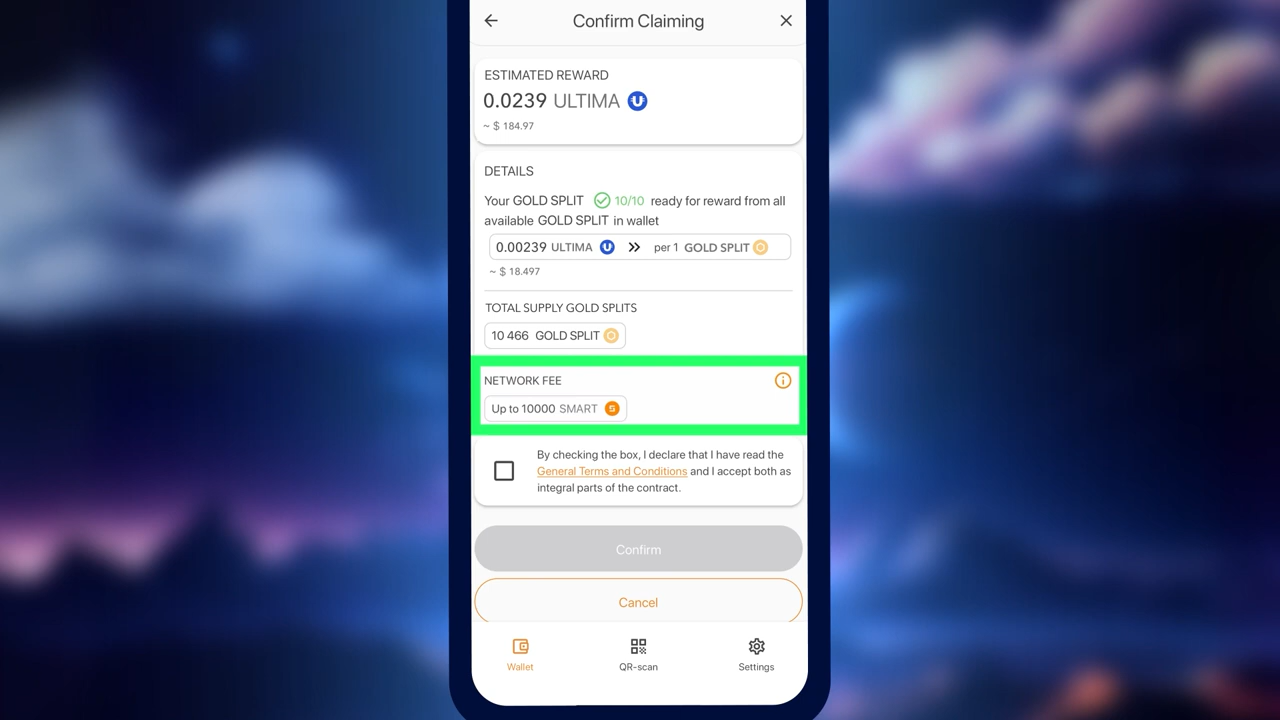 Confirm Claiming
ESTIMATED REWARD
0.0239 ULTIMA
~ $ 184.97
DETAILS
Your GOLD SPLIT 10/10 ready for reward from all
available GOLD SPLIT in wallet
0.00239 ULTIMA » per 1 GOLD SPLIT
~ $ 18.497
TOTAL SUPPLY GOLD SPLITS
10 466 GOLD SPLIT
NETWORK FEE
Up to 10000 SMART
By checking the box, I declare that I have read the
General Terms and Conditions and I accept both as
integral parts of the contract.
Confirm
Cancel
Wallet QR-scan Settings